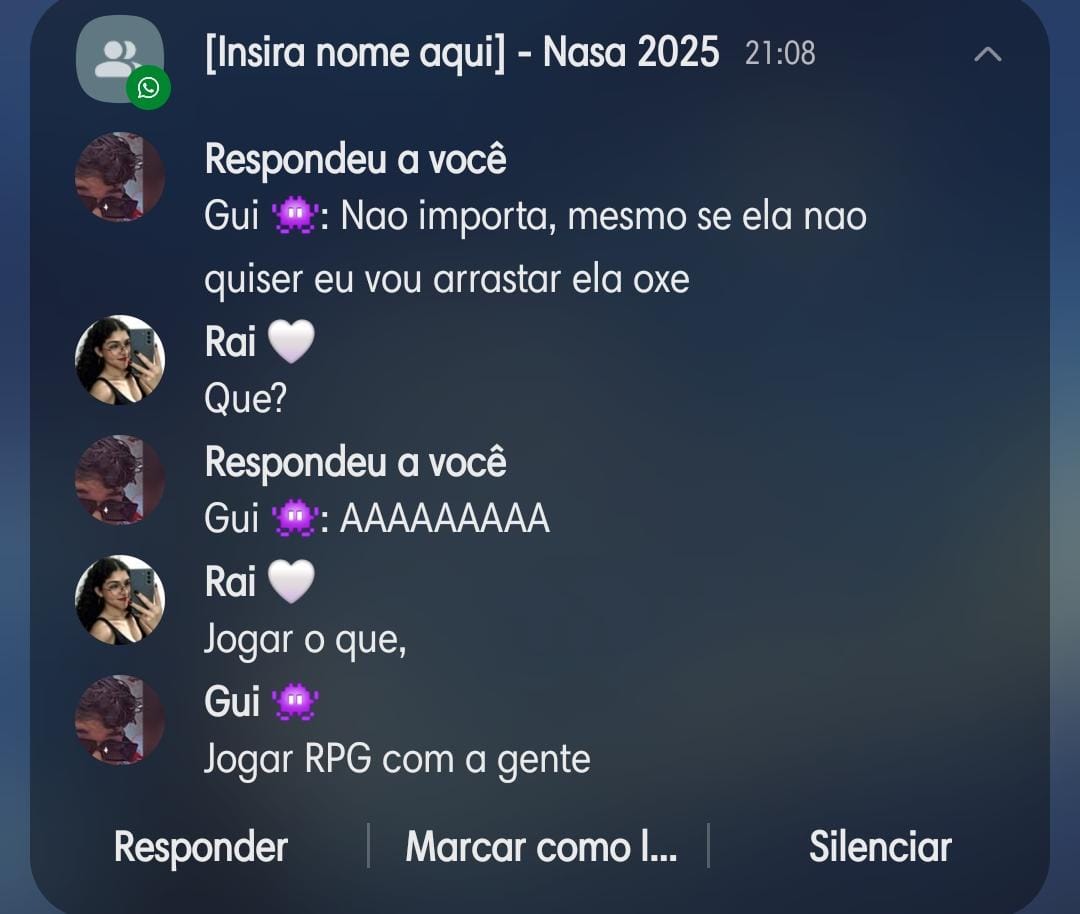 [Insira nome aqui] - Nasa 2025 21:08
Respondeu a você
Gui 👾: Nao importa, mesmo se ela nao
quiser eu vou arrastar ela oxe
Rai 🤍
Que?
Respondeu a você
Gui 👾: AAAAAAAAA
Rai 🤍
Jogar o que,
Gui 👾
Jogar RPG com a gente
Responder Marcar como l... Silenciar